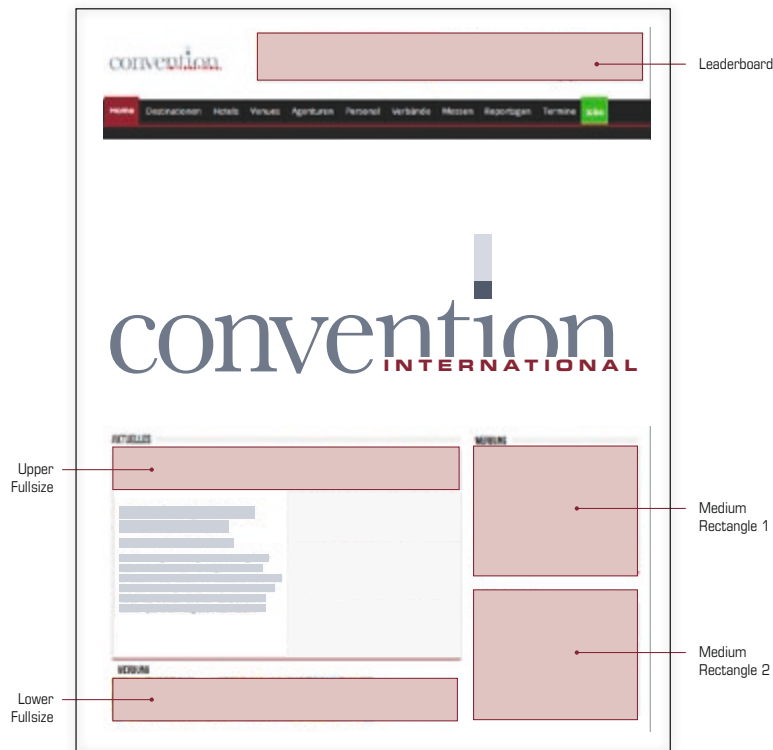 convention
INTERNATIONAL
Leaderboard
Home Destinationen Hotels Venues Agenturen Personal Verbände Messen Reportagen Termine Jobs
convention
INTERNATIONAL
AKTUELLES
WERBUNG
Upper
Fullsize
Medium
Rectangle 1
Medium
Rectangle 2
WERBUNG
Lower
Fullsize